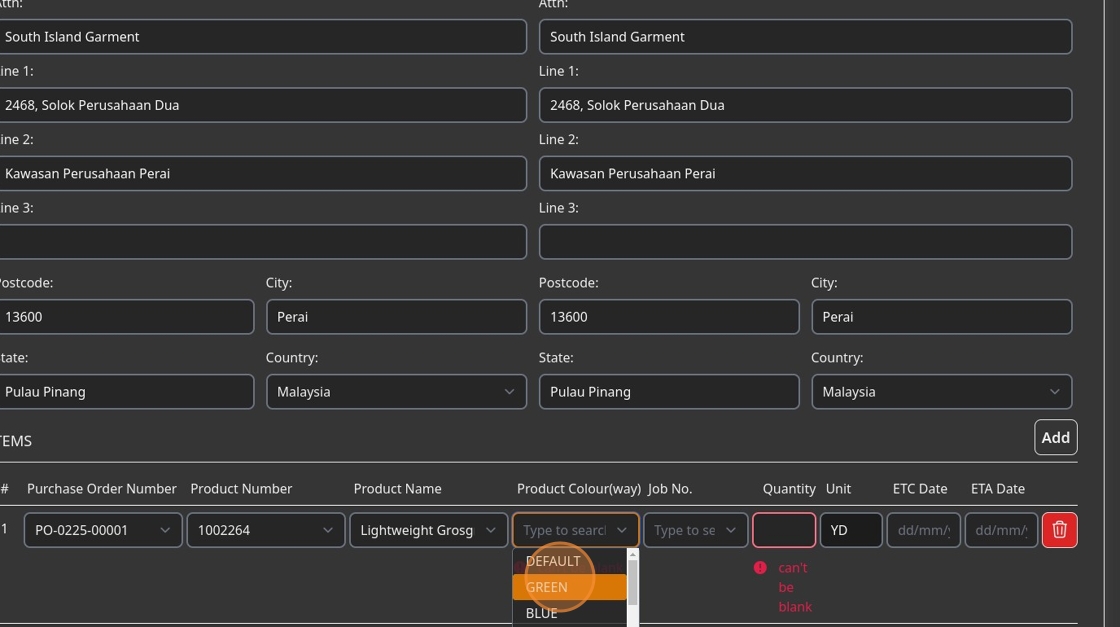 Attn: Attn:
South Island Garment South Island Garment
Line 1: Line 1:
2468, Solok Perusahaan Dua 2468, Solok Perusahaan Dua
Line 2: Line 2:
Kawasan Perusahaan Perai Kawasan Perusahaan Perai
Line 3: Line 3:
Postcode: City: Postcode: City:
13600 Perai 13600 Perai
State: Country: State: Country:
Pulau Pinang Malaysia Pulau Pinang Malaysia
TEMS Add
# Purchase Order Number Product Number Product Name Product Colour(way) Job No. Quantity Unit ETC Date ETA Date
1 PO-0225-00001 1002264 Lightweight Grosg Type to searc Type to se YD dd/mm/ dd/mm/
DEFAULT can't
GREEN be
BLUE blank